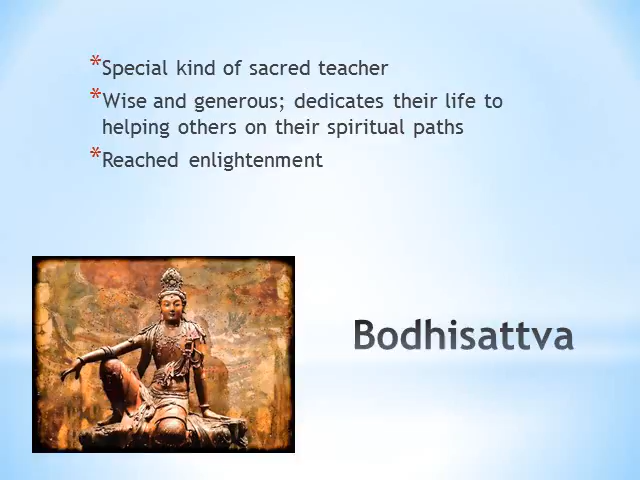 *Special kind of sacred teacher
*Wise and generous; dedicates their life to
helping others on their spiritual paths
*Reached enlightenment
Bodhisattva